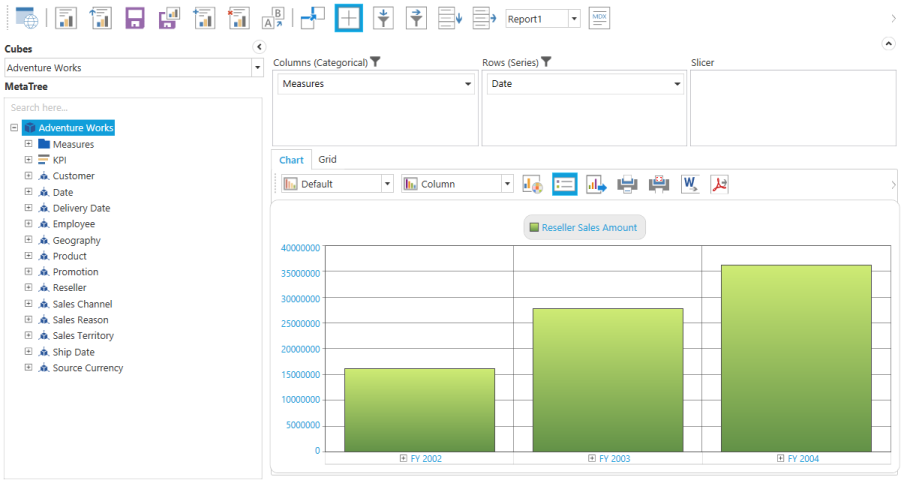 A B
Report1
MDX
Cubes
Adventure Works
MetaTree
Search here...
Adventure Works
Measures
KPI
Customer
Date
Delivery Date
Employee
Geography
Product
Promotion
Reseller
Sales Channel
Sales Reason
Sales Territory
Ship Date
Source Currency
Columns (Categorical)
Rows (Series)
Slicer
Measures
Date
Chart
Grid
Default
Column
W
Reseller Sales Amount
40000000
35000000
30000000
25000000
20000000
15000000
10000000
5000000
0
FY 2002
FY 2003
FY 2004